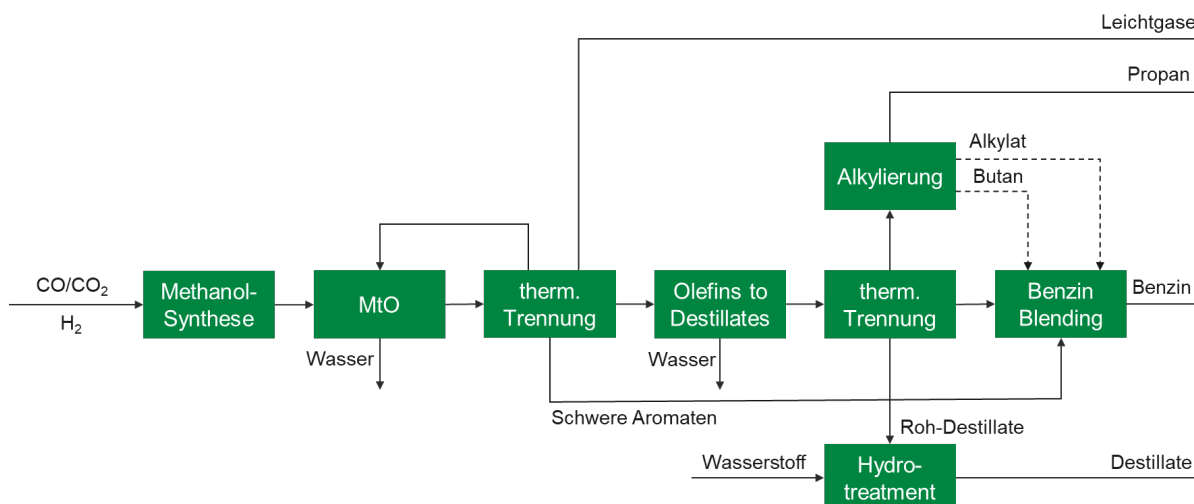 Leichtgase
Propan
Alkylat
Butan
Alkylierung
CO/CO₂
H₂
Methanol-
Synthese
MtO
therm.
Trennung
Olefins to
Destillates
therm.
Trennung
Benzin
Blending
Benzin
Wasser
Wasser
Schwere Aromaten
Roh-Destillate
Wasserstoff
Hydro-
treatment
Destillate